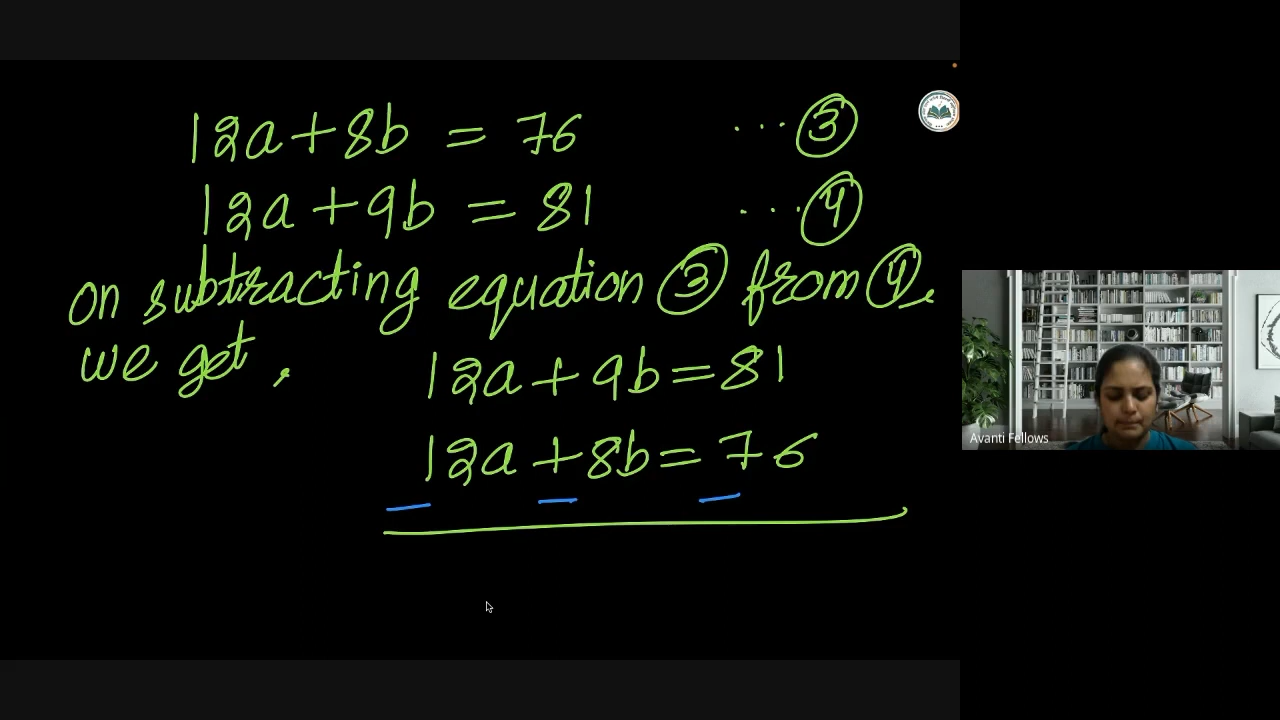 12a+8b = 76 ... ③
12a+9b = 81 ... ④
on subtracting equation ③ from ④,
we get, 12a+9b=81
12a+8b=76
— — —
Avanti Fellows